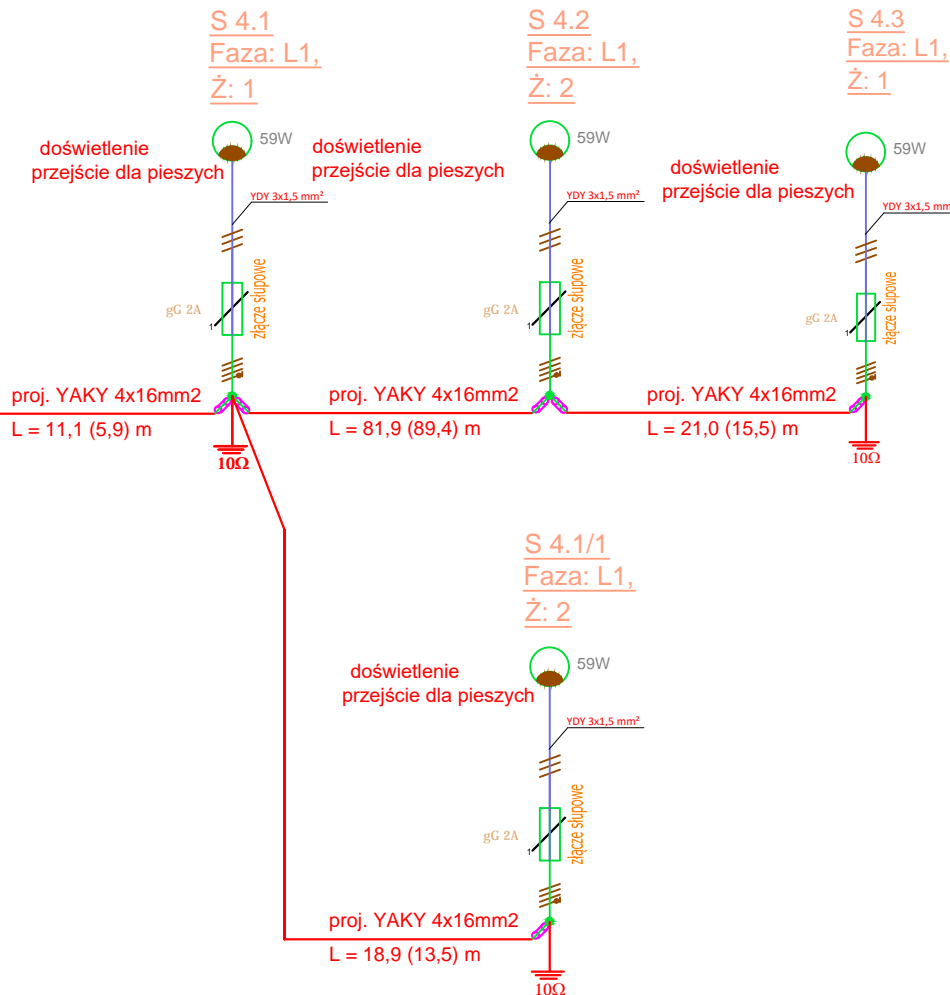 S 4.1
Faza: L1,
Ż: 1
59W
doświetlenie
przejście dla pieszych
YDY 3x1,5 mm²
gG 2A
1
złącze słupowe
proj. YAKY 4x16mm2
L = 11,1 (5,9) m
10Ω
S 4.2
Faza: L1,
Ż: 2
59W
doświetlenie
przejście dla pieszych
YDY 3x1,5 mm²
gG 2A
1
złącze słupowe
proj. YAKY 4x16mm2
L = 81,9 (89,4) m
S 4.3
Faza: L1,
Ż: 1
59W
doświetlenie
przejście dla pieszych
YDY 3x1,5 mm
gG 2A
1
złącze słupowe
proj. YAKY 4x16mm2
L = 21,0 (15,5) m
10Ω
S 4.1/1
Faza: L1,
Ż: 2
59W
doświetlenie
przejście dla pieszych
YDY 3x1,5 mm²
gG 2A
1
złącze słupowe
proj. YAKY 4x16mm2
L = 18,9 (13,5) m
10Ω